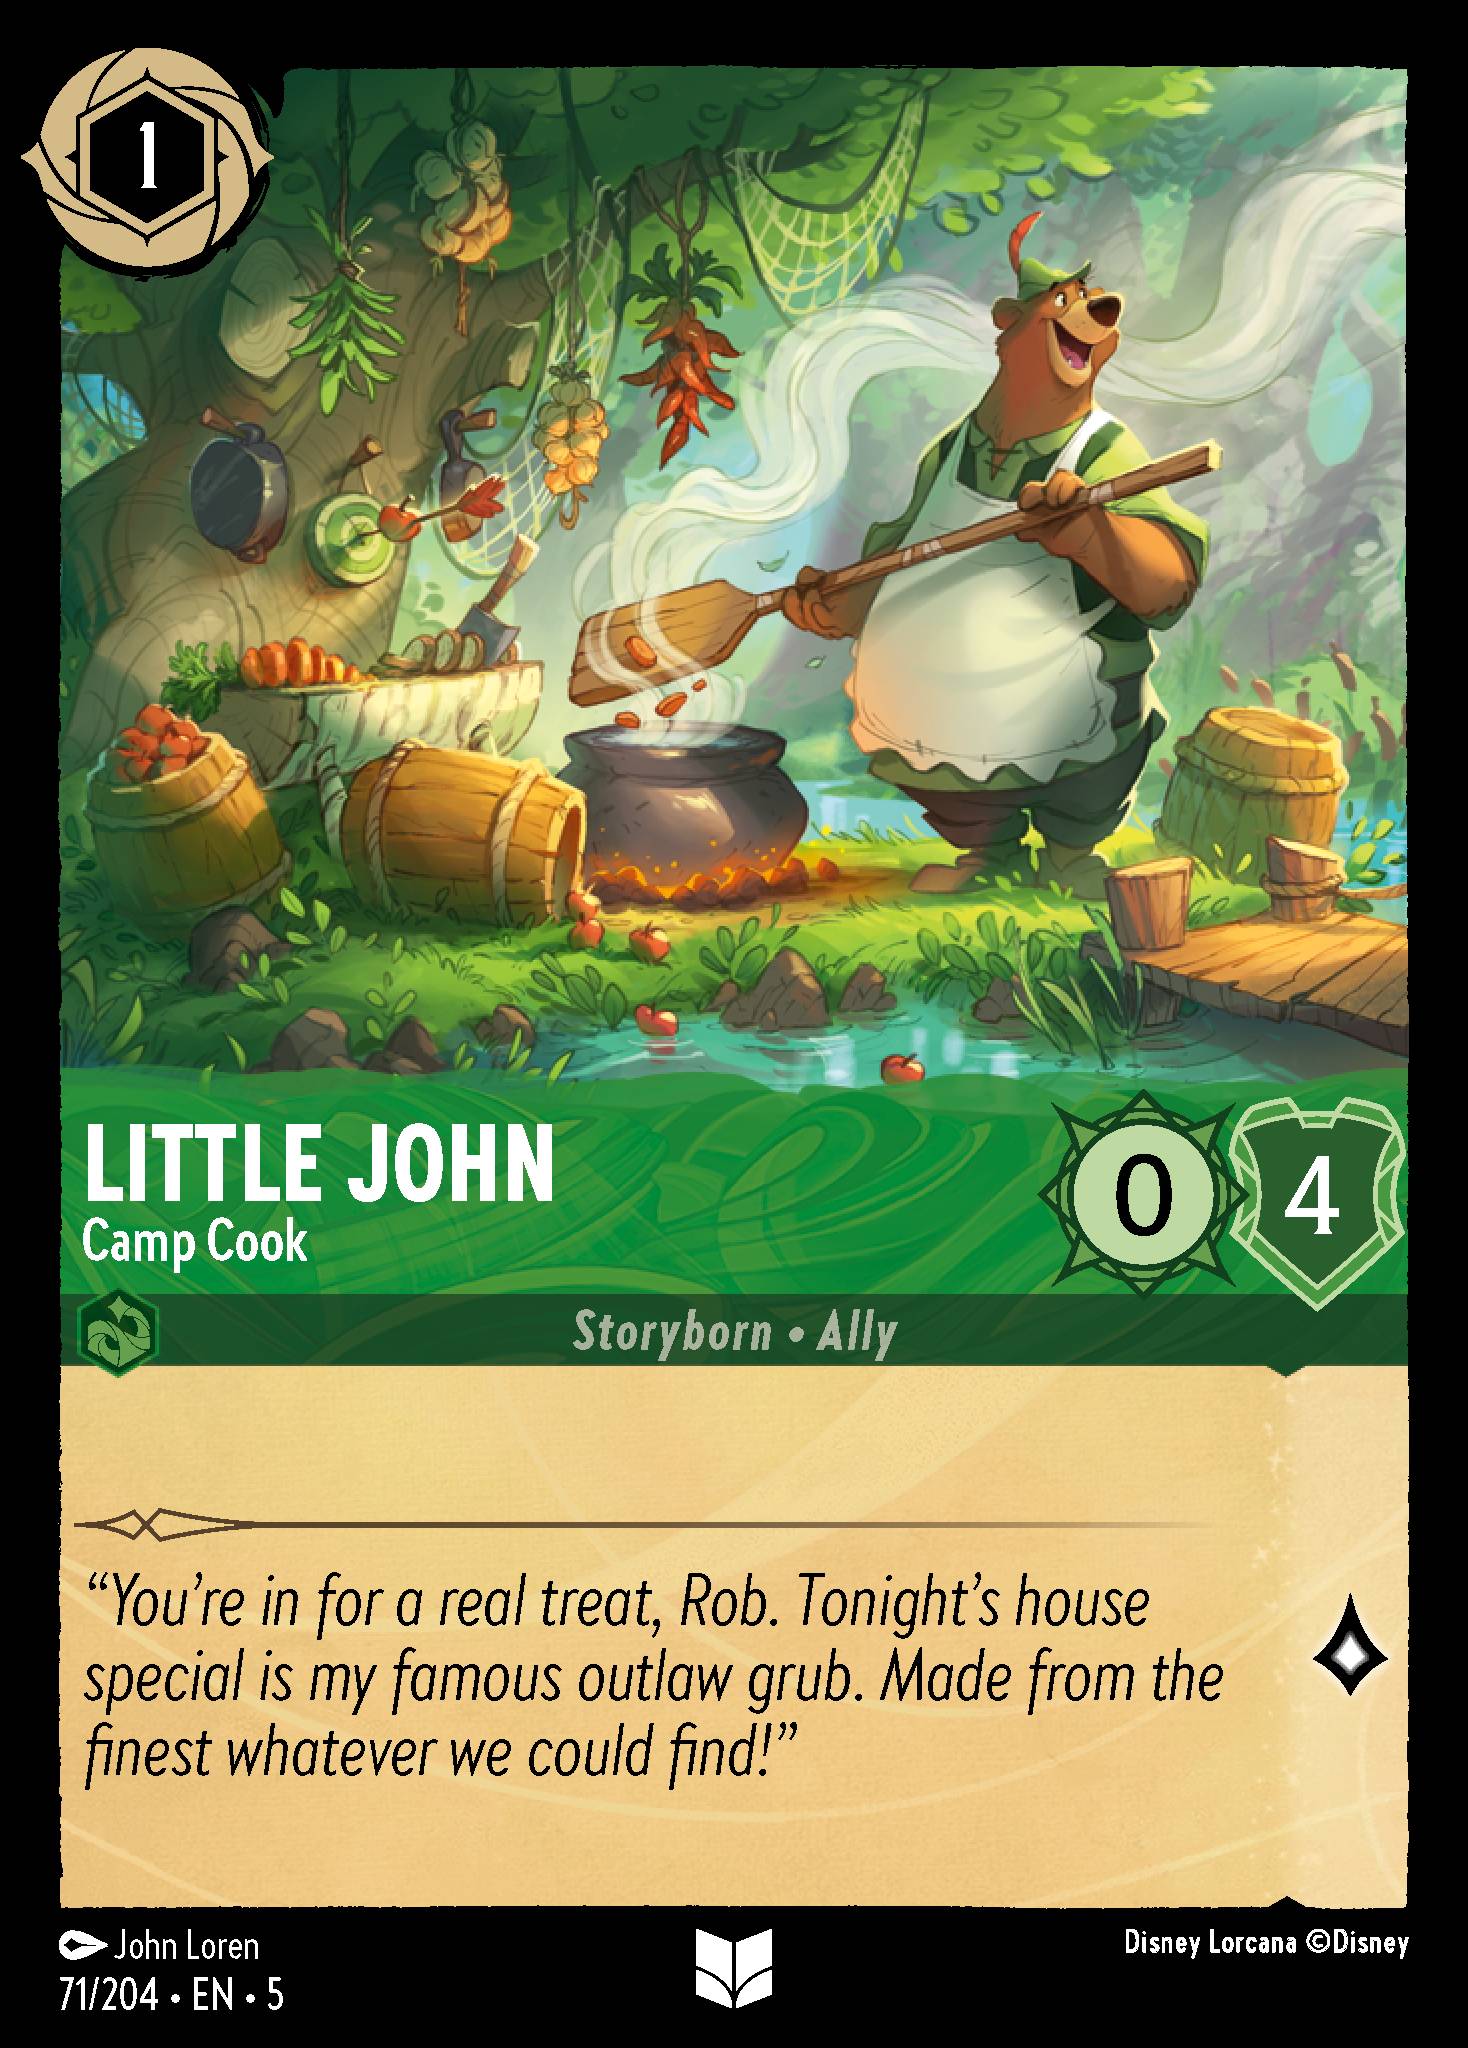 1
LITTLE JOHN
Camp Cook
0
4
Storyborn • Ally
“You’re in for a real treat, Rob. Tonight’s house
special is my famous outlaw grub. Made from the
finest whatever we could find!”
John Loren
Disney Lorcana ©Disney
71/204 • EN • 5